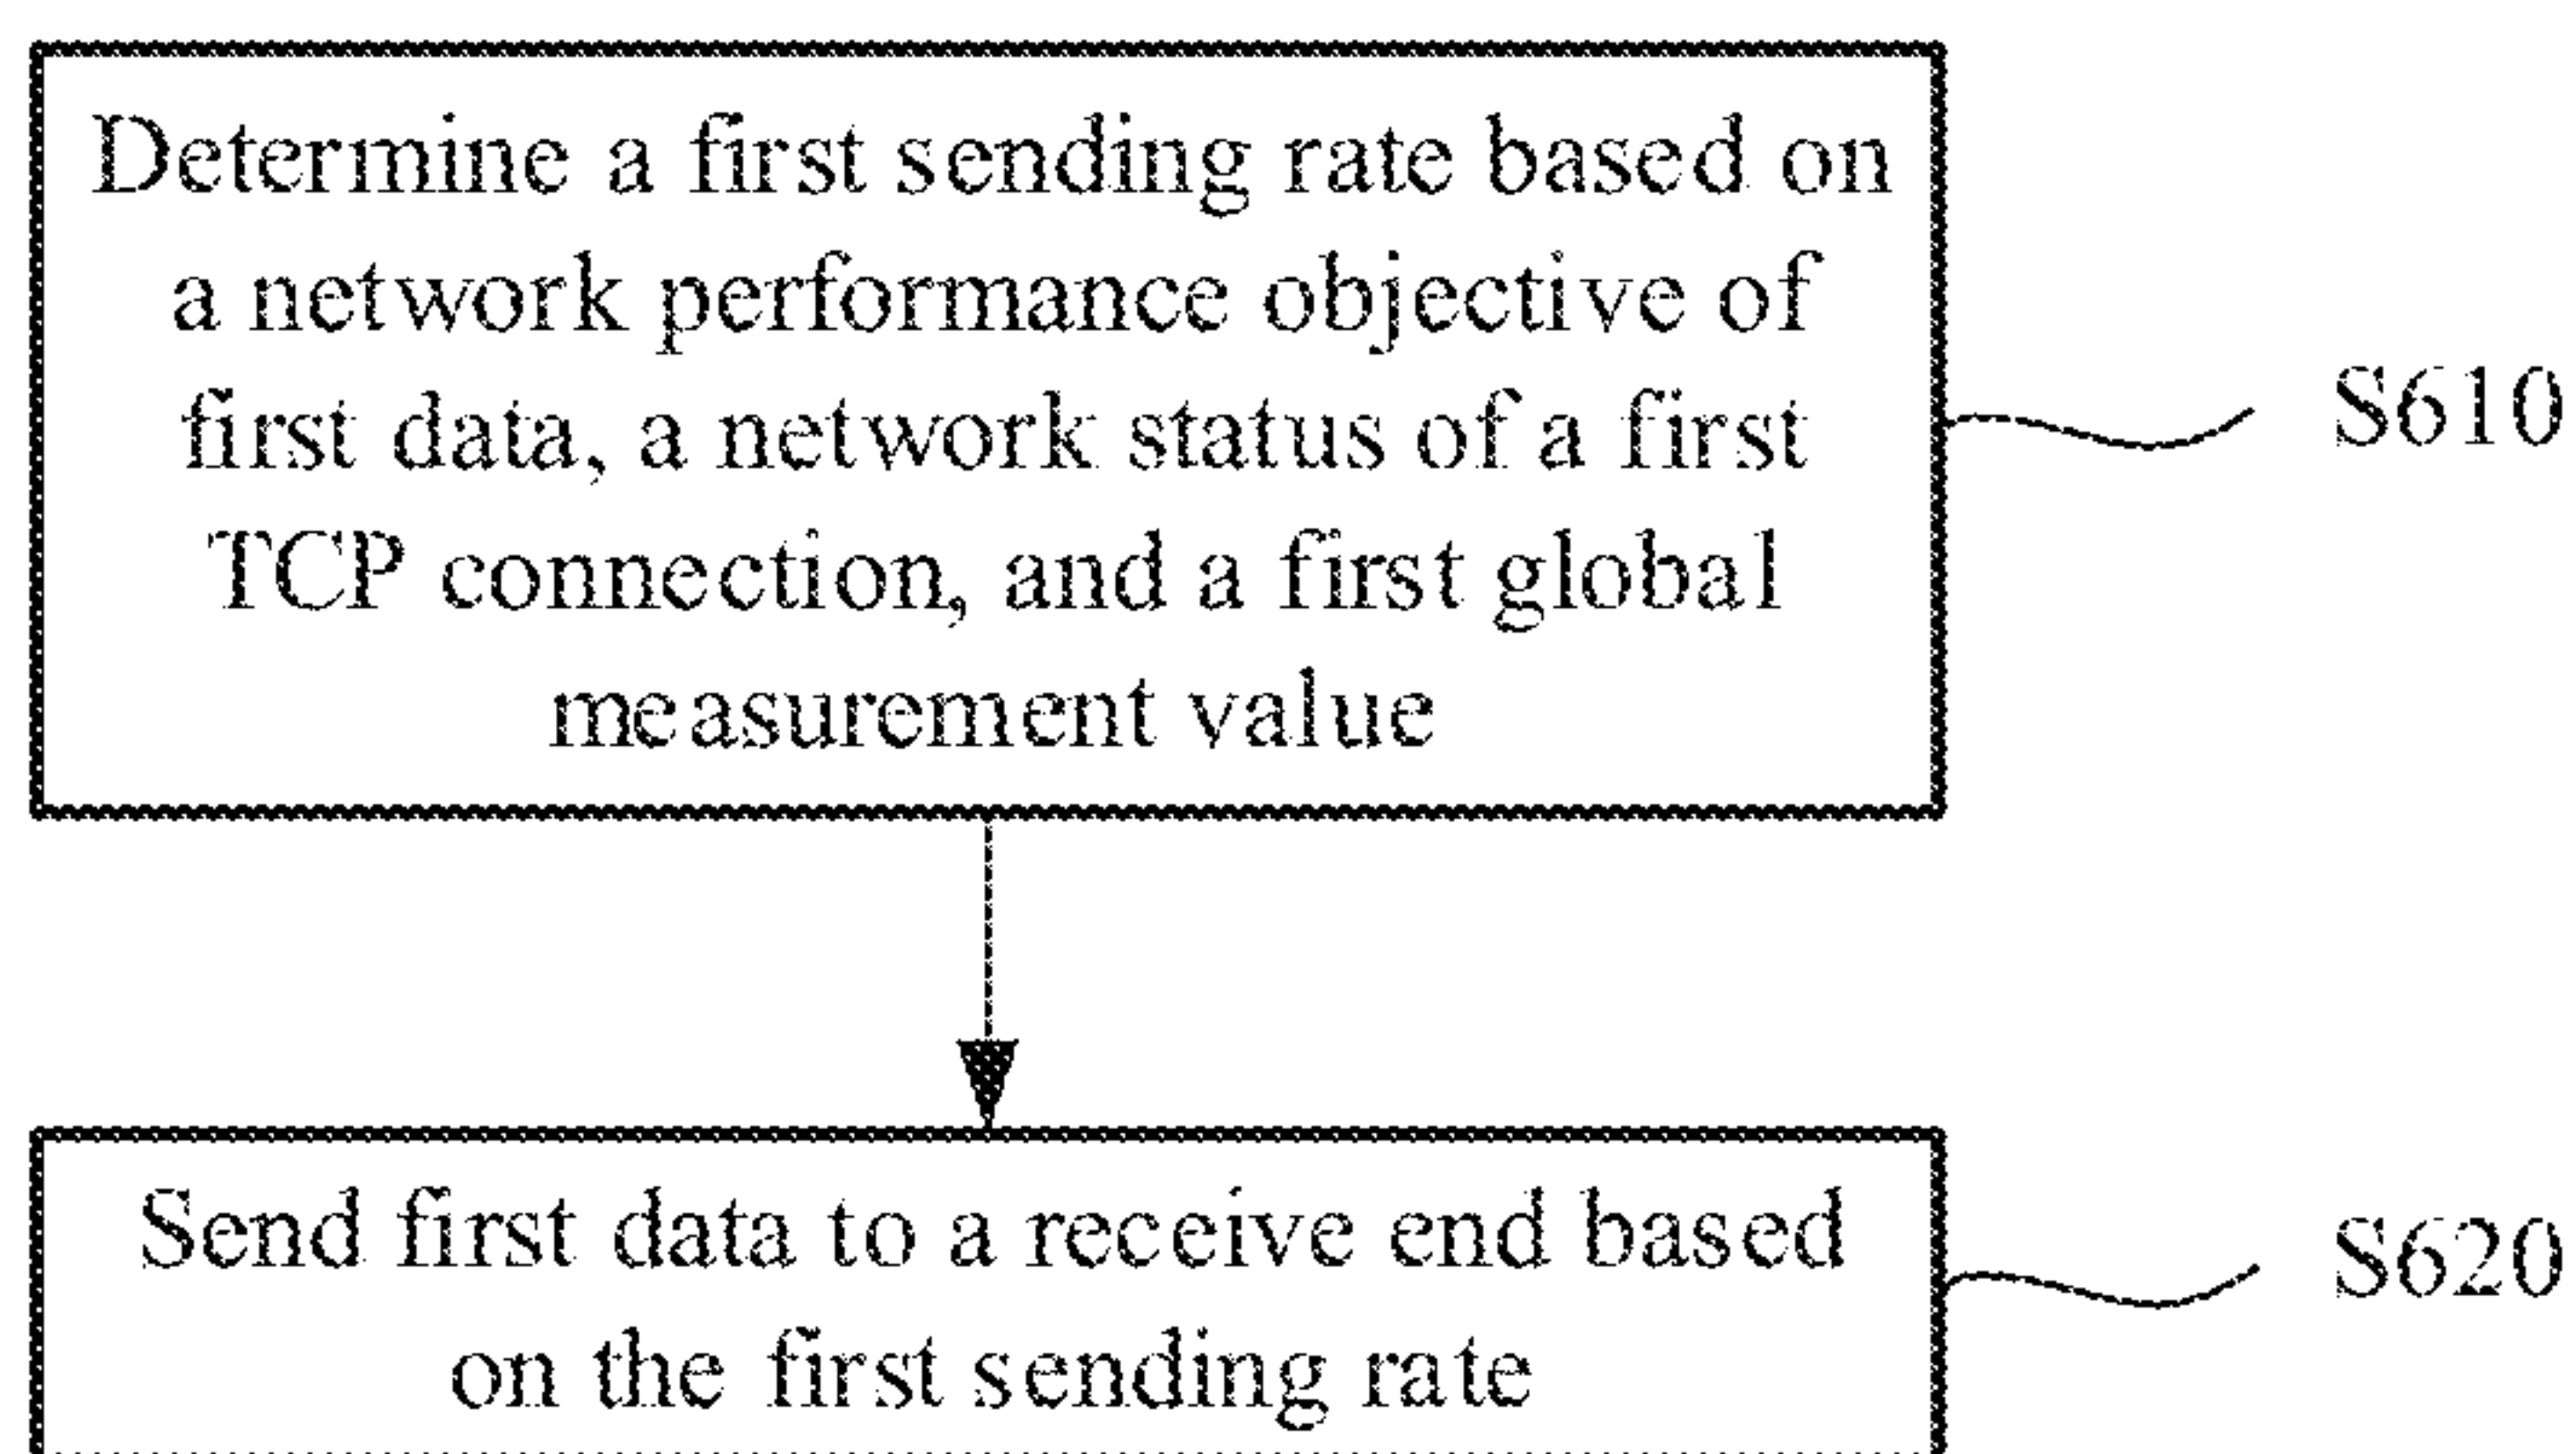 Determine a first sending rate based on
a network performance objective of
first data, a network status of a first
TCP connection, and a first global
measurement value
S610
Send first data to a receive end based
on the first sending rate
S620